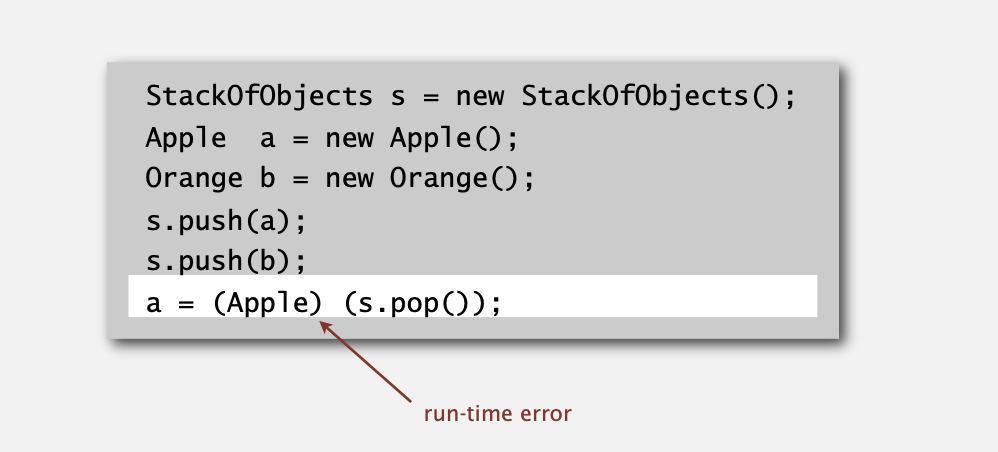 StackOfObjects s = new StackOfObjects();
Apple  a = new Apple();
Orange b = new Orange();
s.push(a);
s.push(b);
a = (Apple) (s.pop());
run-time error